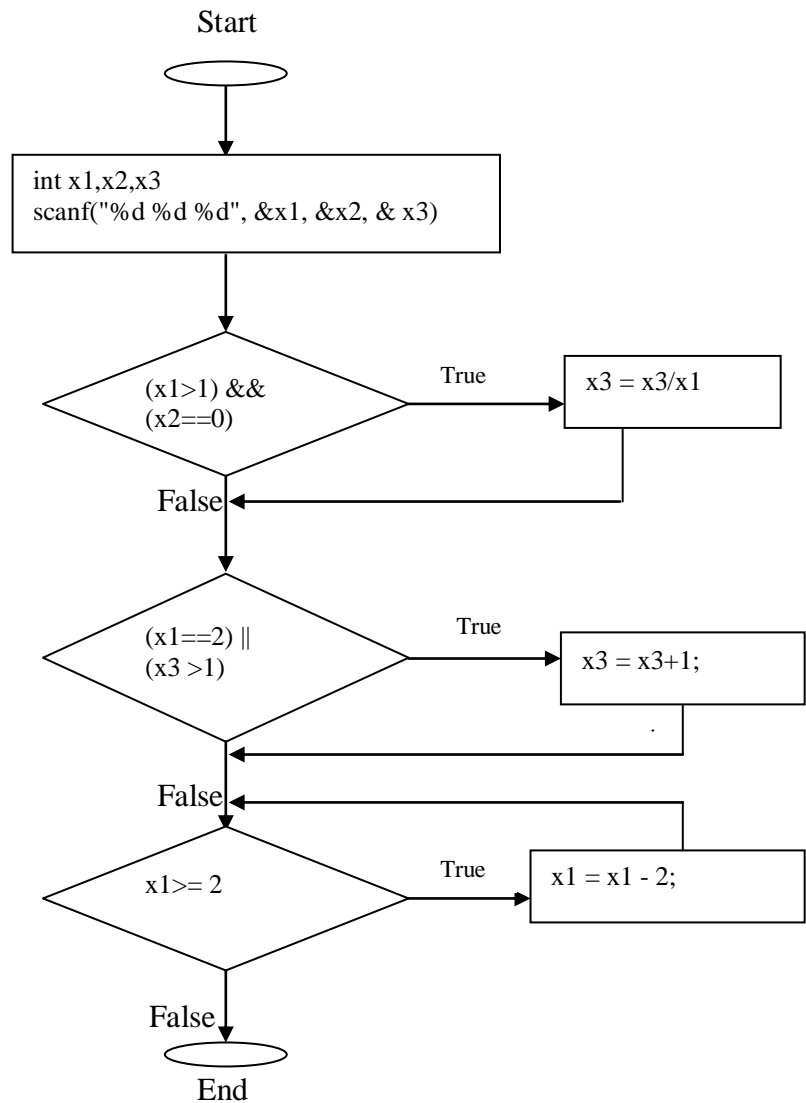 Start
int x1,x2,x3
scanf("%d %d %d", &x1, &x2, & x3)
(x1>1) &&
(x2==0)
True
x3 = x3/x1
False
(x1==2) ||
(x3 >1)
True
x3 = x3+1;
.
False
x1>= 2
True
x1 = x1 - 2;
False
End